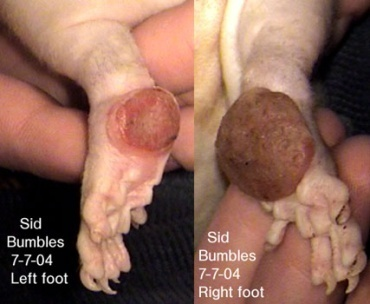 Sid
Bumbles
7-7-04
Left foot
Sid
Bumbles
7-7-04
Right foot